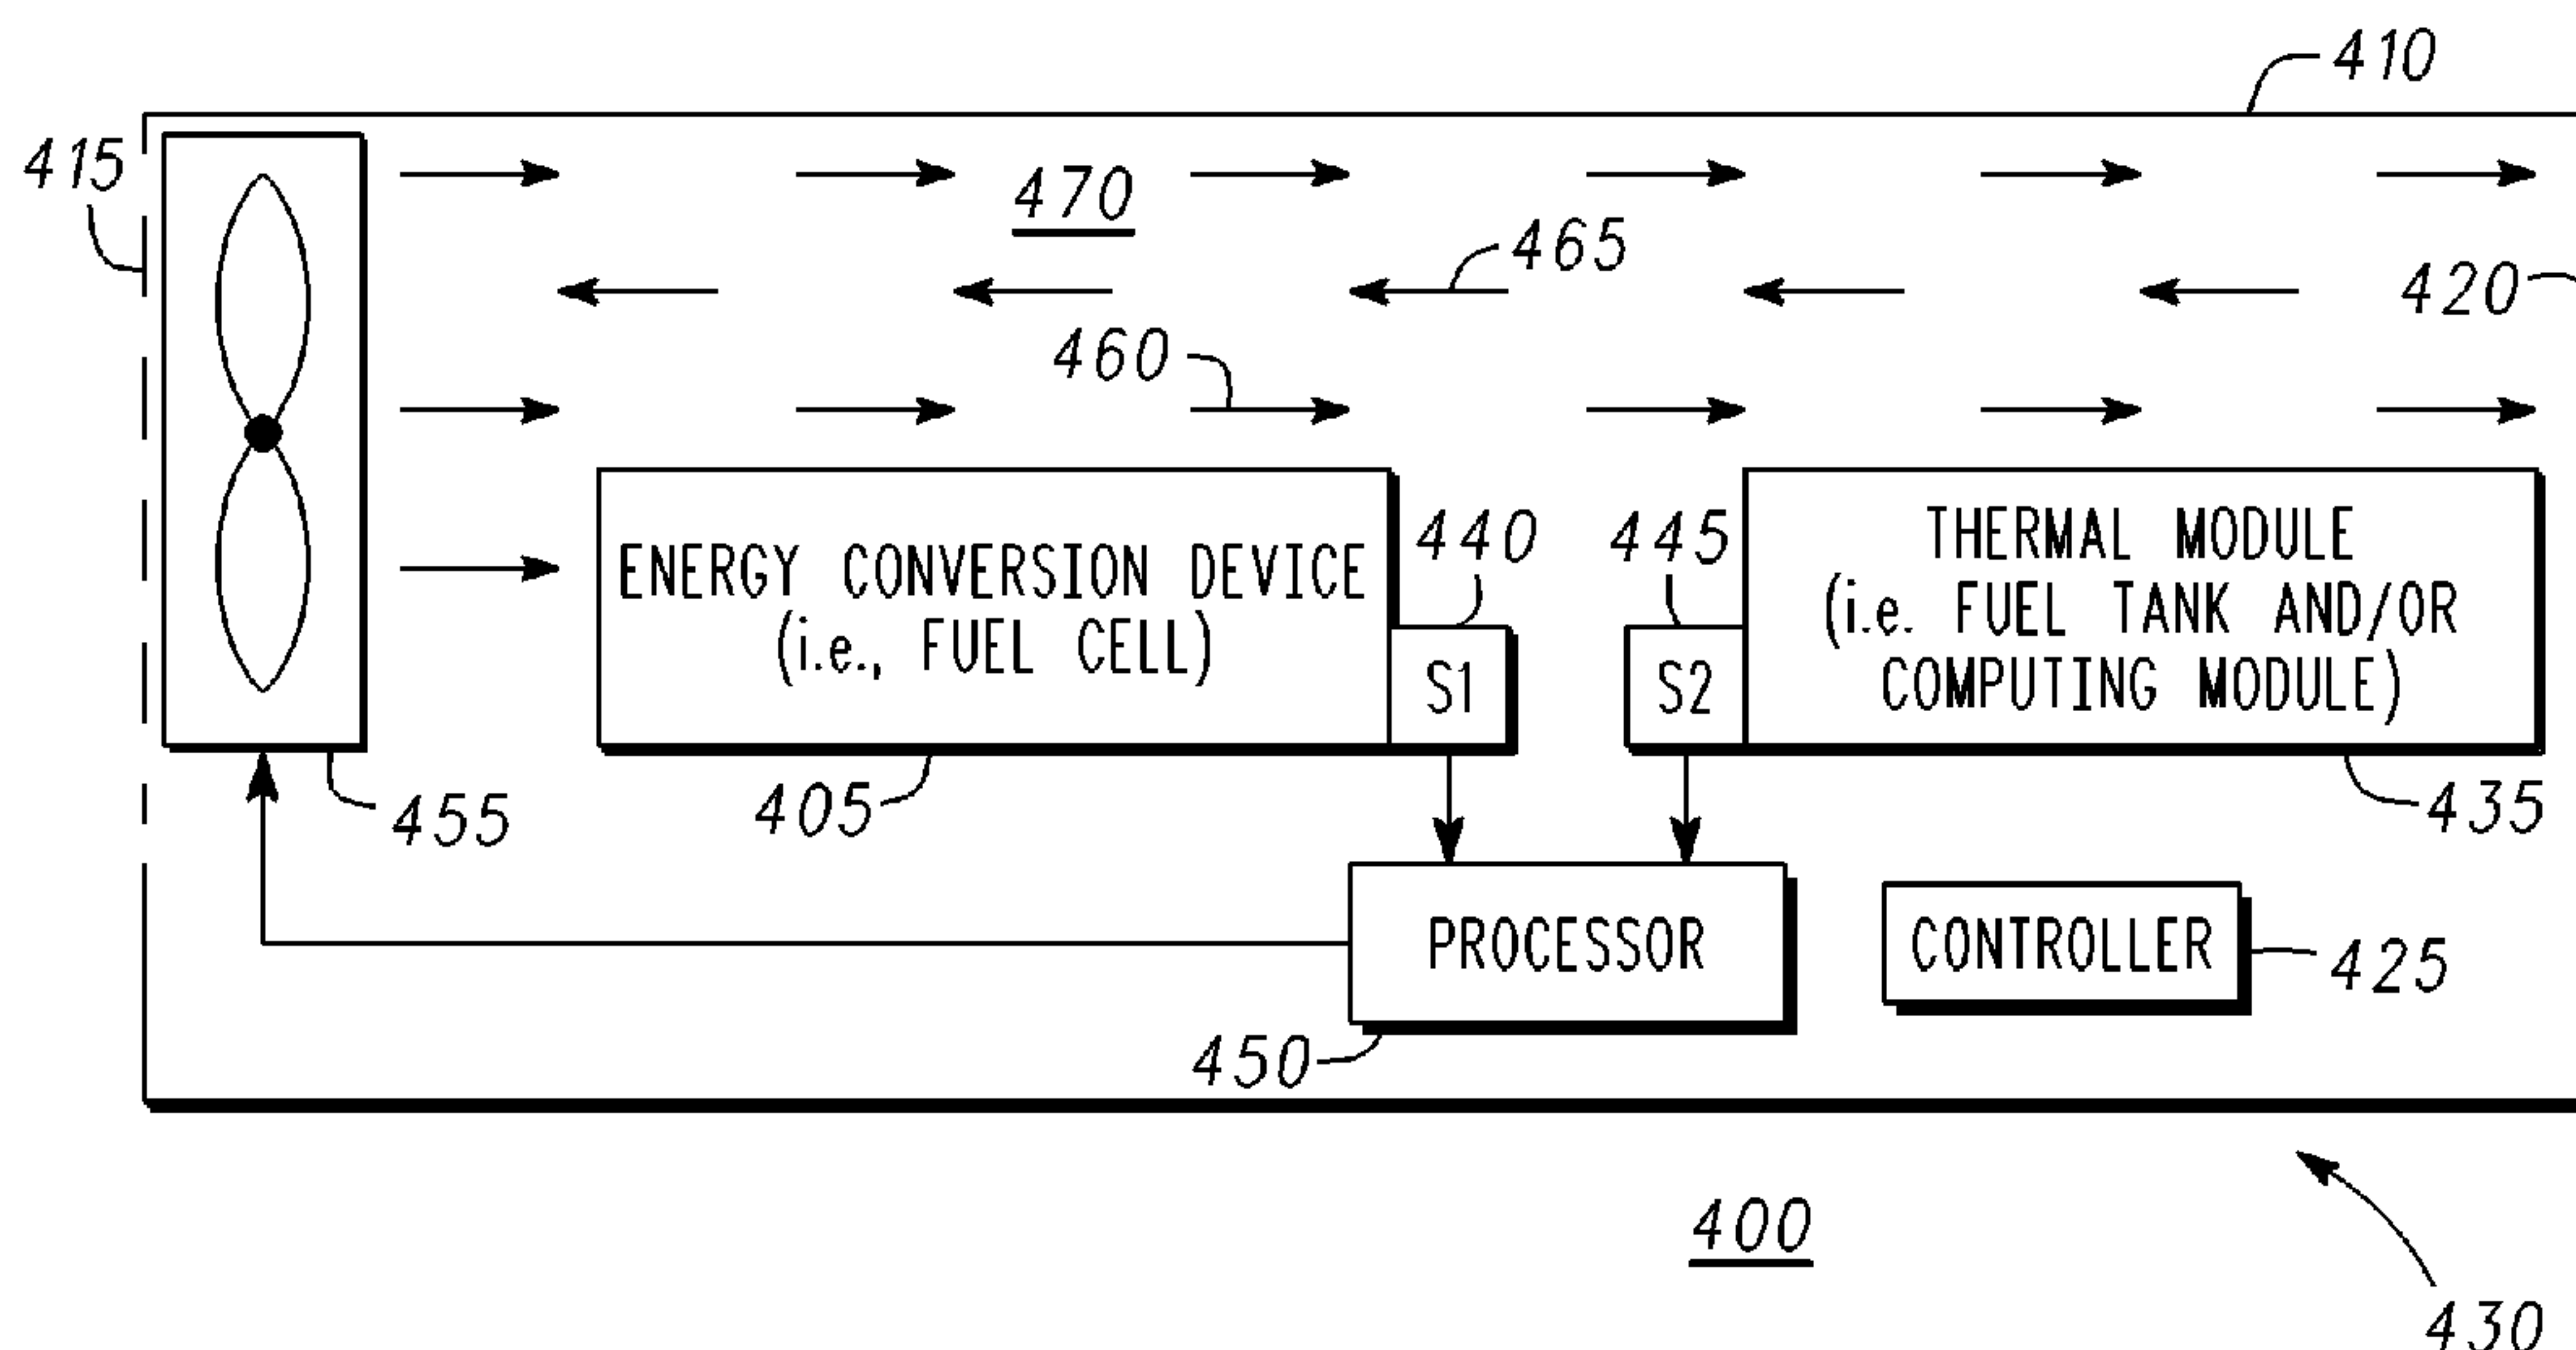 410
415
470
465
420
460
ENERGY CONVERSION DEVICE
(i.e., FUEL CELL)
440
S1
445
S2
THERMAL MODULE
(i.e. FUEL TANK AND/OR
COMPUTING MODULE)
455
405
435
PROCESSOR
CONTROLLER
425
450
400
430